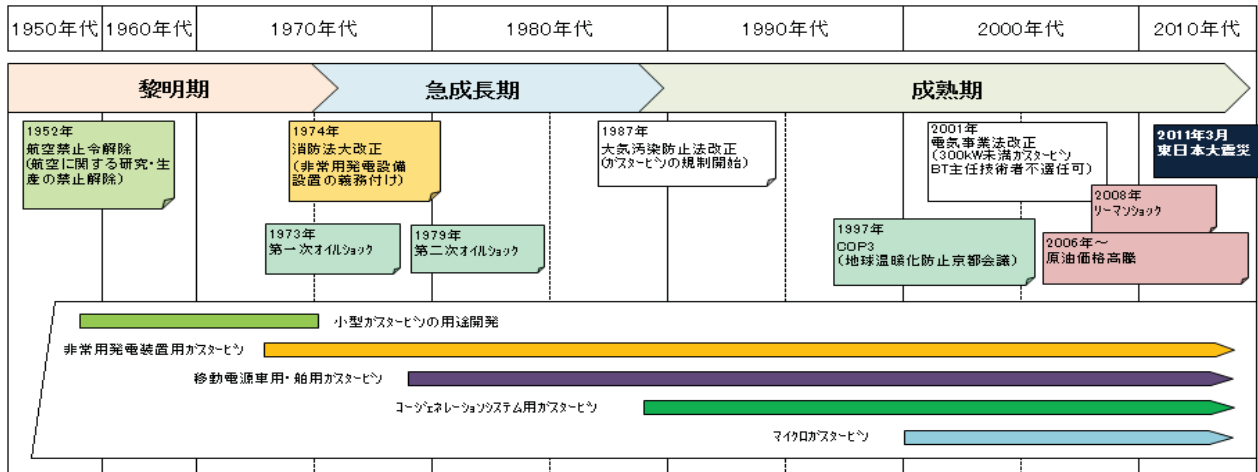 1950年代
1960年代
1970年代
1980年代
1990年代
2000年代
2010年代
黎明期
急成長期
成熟期
1952年
航空禁止令解除
(航空に関する研究・生
産の禁止解除)
1974年
消防法大改正
(非常用発電設備
設置の義務付け)
1987年
大気汚染防止法改正
(ガスタービンの規制開始)
2001年
電気事業法改正
(300kW未満ガスタービン
BT主任技術者不選任可)
2011年3月
東日本大震災
1973年
第一次オイルショック
1979年
第二次オイルショック
1997年
COP3
(地球温暖化防止京都会議)
2008年
リーマンショック
2006年～
原油価格高騰
小型ガスタービンの用途開発
非常用発電装置用ガスタービン
移動電源車用・舶用ガスタービン
コージェネレーションシステム用ガスタービン
マイクロガスタービン